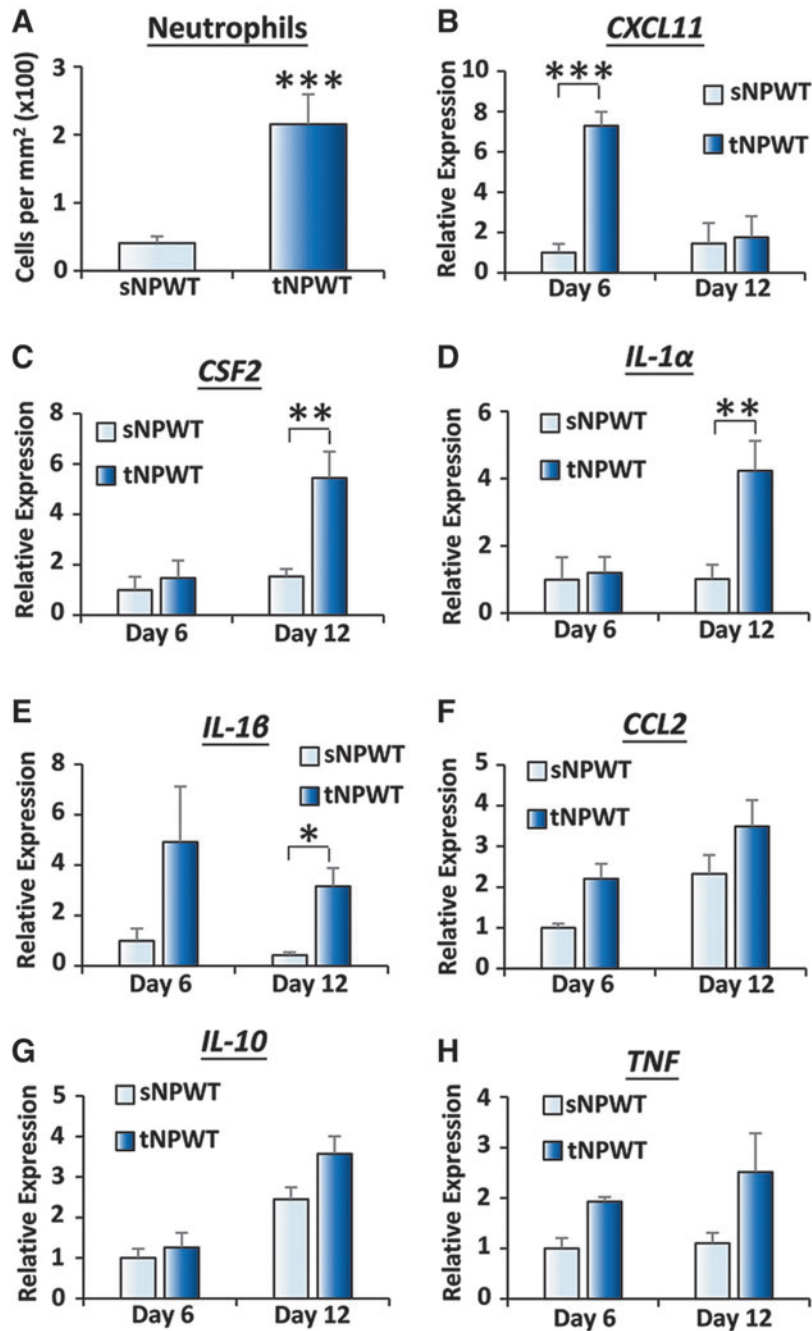 A
Neutrophils
***
Cells per mm² (x100)
3
2
1
0
sNPWT
tNPWT
B
CXCL11
***
sNPWT
tNPWT
Relative Expression
10
8
6
4
2
0
Day 6
Day 12
C
CSF2
**
sNPWT
tNPWT
Relative Expression
8
6
4
2
0
Day 6
Day 12
D
IL-1α
**
sNPWT
tNPWT
Relative Expression
6
4
2
0
Day 6
Day 12
E
IL-1β
sNPWT
tNPWT
*
Relative Expression
8
6
4
2
0
Day 6
Day 12
F
CCL2
sNPWT
tNPWT
Relative Expression
5
4
3
2
1
0
Day 6
Day 12
G
IL-10
sNPWT
tNPWT
Relative Expression
5
4
3
2
1
0
Day 6
Day 12
H
TNF
sNPWT
tNPWT
Relative Expression
4
3
2
1
0
Day 6
Day 12